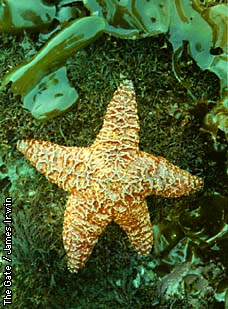 The Gate // James Irwin